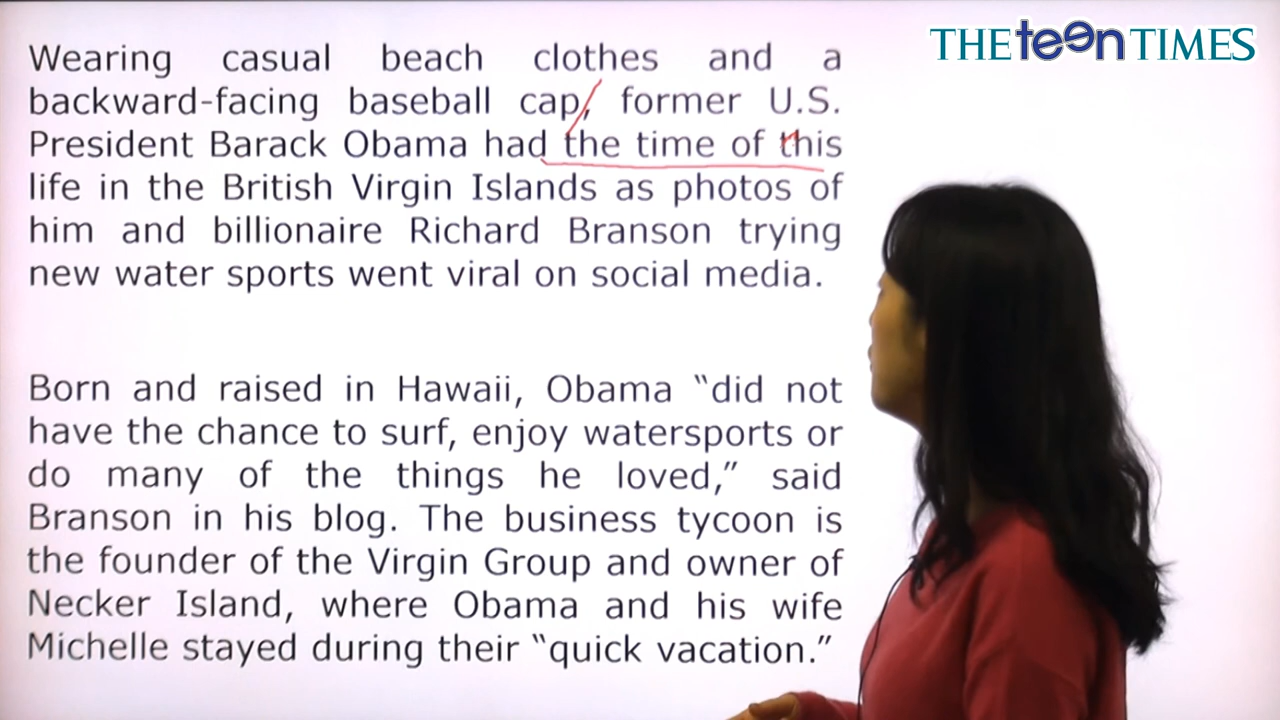 THE teen TIMES
Wearing casual beach clothes and a
backward-facing baseball cap, former U.S.
President Barack Obama had the time of this
life in the British Virgin Islands as photos of
him and billionaire Richard Branson trying
new water sports went viral on social media.
Born and raised in Hawaii, Obama “did not
have the chance to surf, enjoy watersports or
do many of the things he loved,” said
Branson in his blog. The business tycoon is
the founder of the Virgin Group and owner of
Necker Island, where Obama and his wife
Michelle stayed during their “quick vacation.”